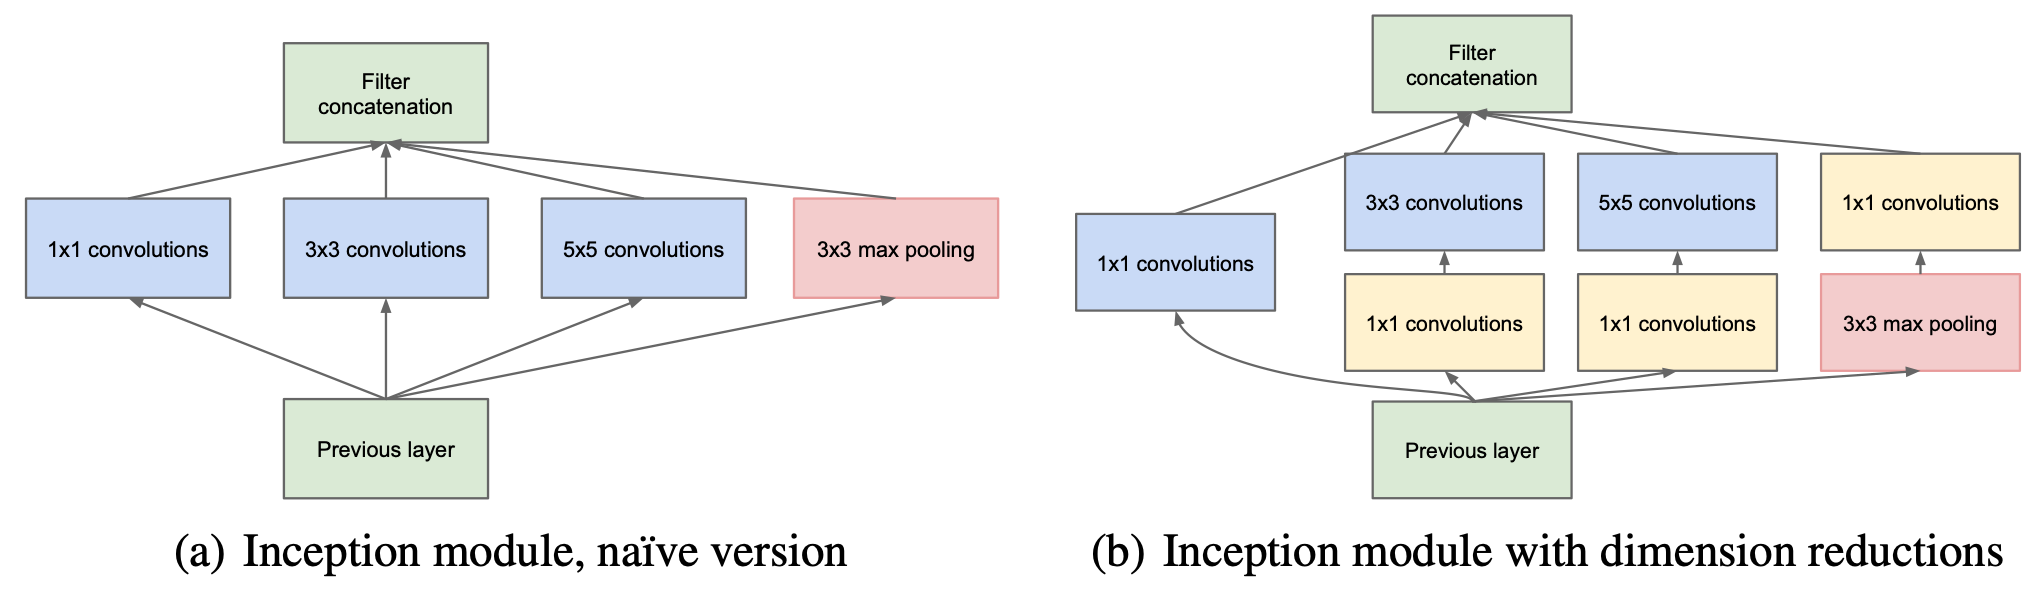 Filter
concatenation
1x1 convolutions
3x3 convolutions
5x5 convolutions
3x3 max pooling
Previous layer
(a) Inception module, naïve version
Filter
concatenation
3x3 convolutions
5x5 convolutions
1x1 convolutions
1x1 convolutions
1x1 convolutions
1x1 convolutions
3x3 max pooling
Previous layer
(b) Inception module with dimension reductions